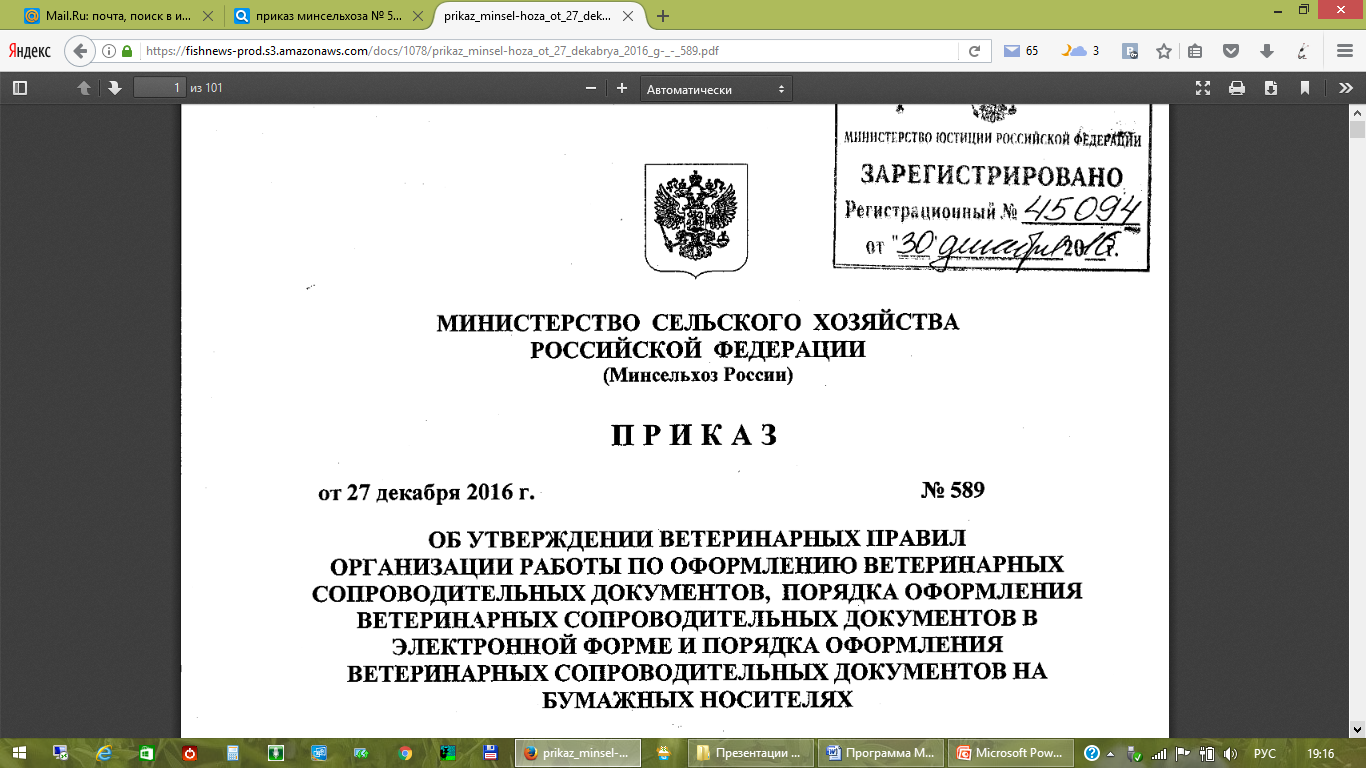 Mail.Ru: почта, поиск в и...
приказ минсельхоза № 5...
prikaz_minsel-hoza_ot_27_dek...
Яндекс
https://fishnews-prod.s3.amazonaws.com/docs/1078/prikaz_minsel-hoza_ot_27_dekabrya_2016_g-_-_589.pdf
65
3
1
из 101
Автоматически
МИНИСТЕРСТВО ЮСТИЦИИ РОССИЙСКОЙ ФЕДЕРАЦИИ
ЗАРЕГИСТРИРОВАНО
Регистрационный № 45094
от "30" декабря 2016 г.
МИНИСТЕРСТВО СЕЛЬСКОГО ХОЗЯЙСТВА
РОССИЙСКОЙ ФЕДЕРАЦИИ
(Минсельхоз России)
П Р И К А З
от 27 декабря 2016 г.
№ 589
ОБ УТВЕРЖДЕНИИ ВЕТЕРИНАРНЫХ ПРАВИЛ
ОРГАНИЗАЦИИ РАБОТЫ ПО ОФОРМЛЕНИЮ ВЕТЕРИНАРНЫХ
СОПРОВОДИТЕЛЬНЫХ ДОКУМЕНТОВ, ПОРЯДКА ОФОРМЛЕНИЯ
ВЕТЕРИНАРНЫХ СОПРОВОДИТЕЛЬНЫХ ДОКУМЕНТОВ В
ЭЛЕКТРОННОЙ ФОРМЕ И ПОРЯДКА ОФОРМЛЕНИЯ
ВЕТЕРИНАРНЫХ СОПРОВОДИТЕЛЬНЫХ ДОКУМЕНТОВ НА
БУМАЖНЫХ НОСИТЕЛЯХ
prikaz_minsel-...
Презентации ...
Программа М...
Microsoft Pow...
РУС
19:16